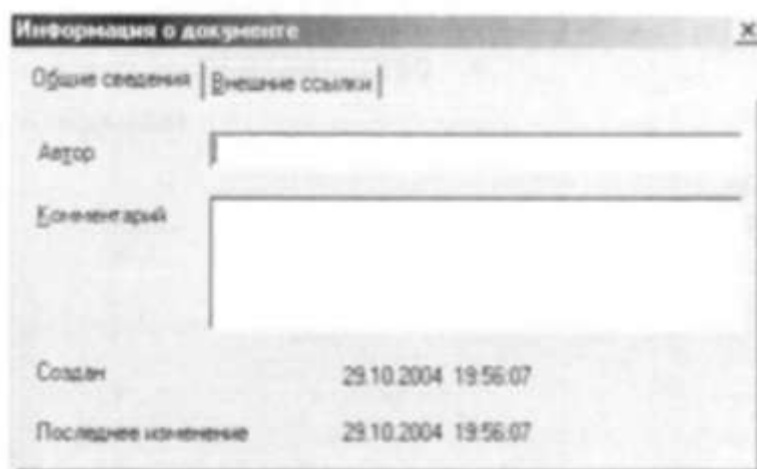 Информация о документе
Общие сведения Внешние ссылки
Автор
Комментарий
Создан 29.10.2004 19:56:07
Последнее изменение 29.10.2004 19:56:07